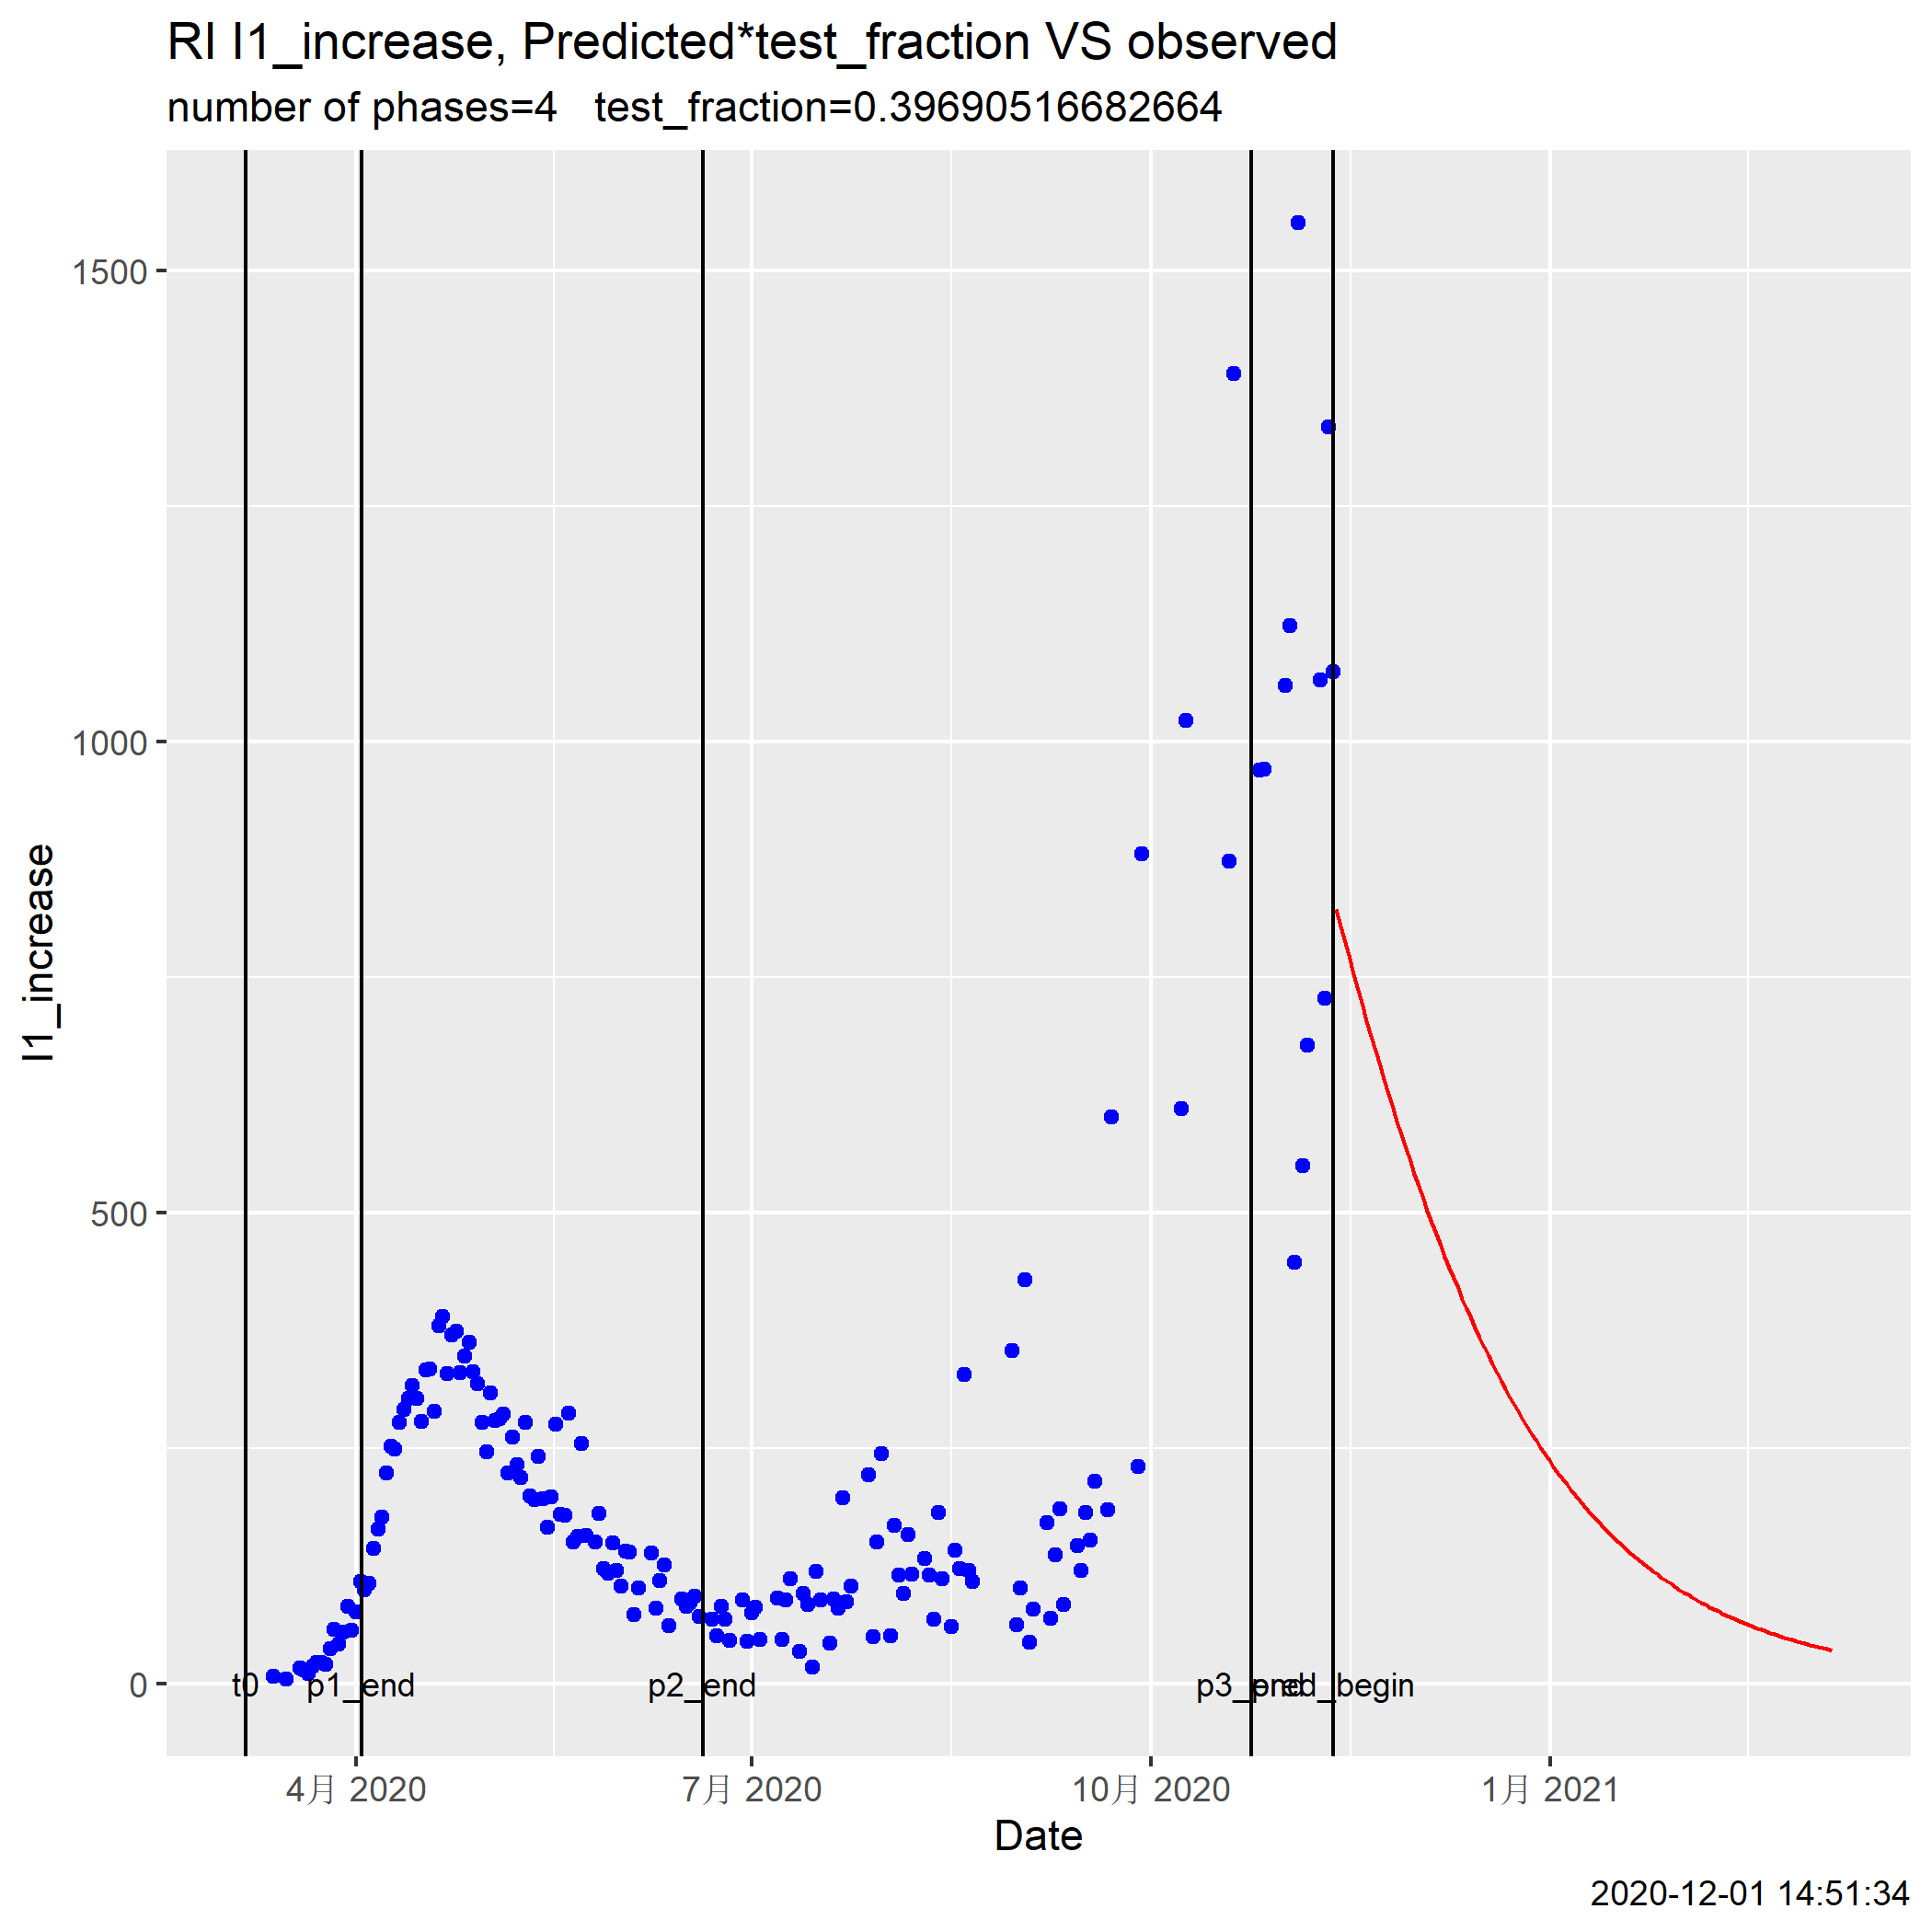 RI I1_increase, Predicted*test_fraction VS observed
number of phases=4   test_fraction=0.39690516682664
I1_increase
1500
1000
500
0
t0
p1_end
p2_end
p3_end
pred_begin
4月 2020
7月 2020
10月 2020
1月 2021
Date
2020-12-01 14:51:34